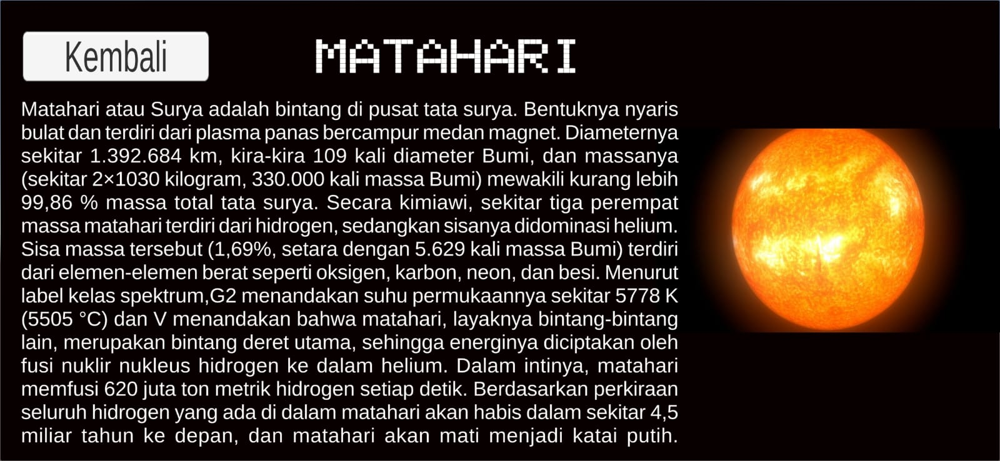 Kembali
MATAHARI
Matahari atau Surya adalah bintang di pusat tata surya. Bentuknya nyaris
bulat dan terdiri dari plasma panas bercampur medan magnet. Diameternya
sekitar 1.392.684 km, kira-kira 109 kali diameter Bumi, dan massanya
(sekitar 2×1030 kilogram, 330.000 kali massa Bumi) mewakili kurang lebih
99,86 % massa total tata surya. Secara kimiawi, sekitar tiga perempat
massa matahari terdiri dari hidrogen, sedangkan sisanya didominasi helium.
Sisa massa tersebut (1,69%, setara dengan 5.629 kali massa Bumi) terdiri
dari elemen-elemen berat seperti oksigen, karbon, neon, dan besi. Menurut
label kelas spektrum,G2 menandakan suhu permukaannya sekitar 5778 K
(5505 °C) dan V menandakan bahwa matahari, layaknya bintang-bintang
lain, merupakan bintang deret utama, sehingga energinya diciptakan oleh
fusi nuklir nukleus hidrogen ke dalam helium. Dalam intinya, matahari
memfusi 620 juta ton metrik hidrogen setiap detik. Berdasarkan perkiraan
seluruh hidrogen yang ada di dalam matahari akan habis dalam sekitar 4,5
miliar tahun ke depan, dan matahari akan mati menjadi katai putih.